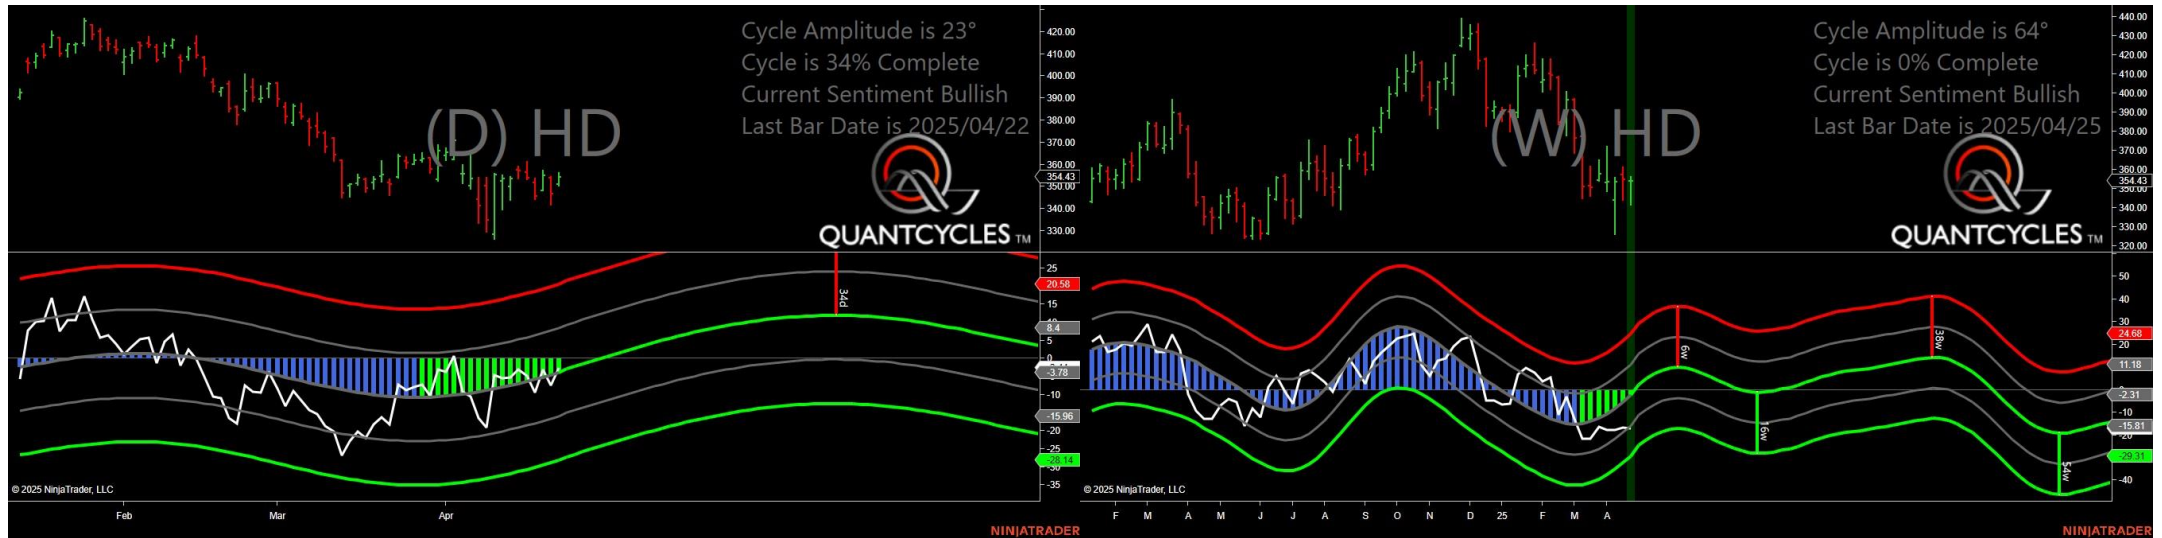 Cycle Amplitude is 23°
Cycle is 34% Complete
Current Sentiment Bullish
Last Bar Date is 2025/04/22
(D) HD
QUANTCYCLES TM
420.00
410.00
400.00
390.00
380.00
370.00
360.00
354.43
350.00
340.00
330.00
34d
25
20.58
15
8.4
5
0
-3.78
-10
-15.96
-20
-28.14
-30
-35
© 2025 NinjaTrader, LLC
Feb Mar Apr
NINJATRADER
Cycle Amplitude is 64°
Cycle is 0% Complete
Current Sentiment Bullish
Last Bar Date is 2025/04/25
(W) HD
QUANTCYCLES TM
440.00
430.00
420.00
410.00
400.00
390.00
380.00
370.00
360.00
354.43
350.00
340.00
330.00
320.00
6w
16w
38w
54w
50
40
30
24.68
20
11.18
-2.31
-10
-15.81
-20
-29.31
-40
© 2025 NinjaTrader, LLC
F M A M J J A S O N D 25 F M A
NINJATRADER